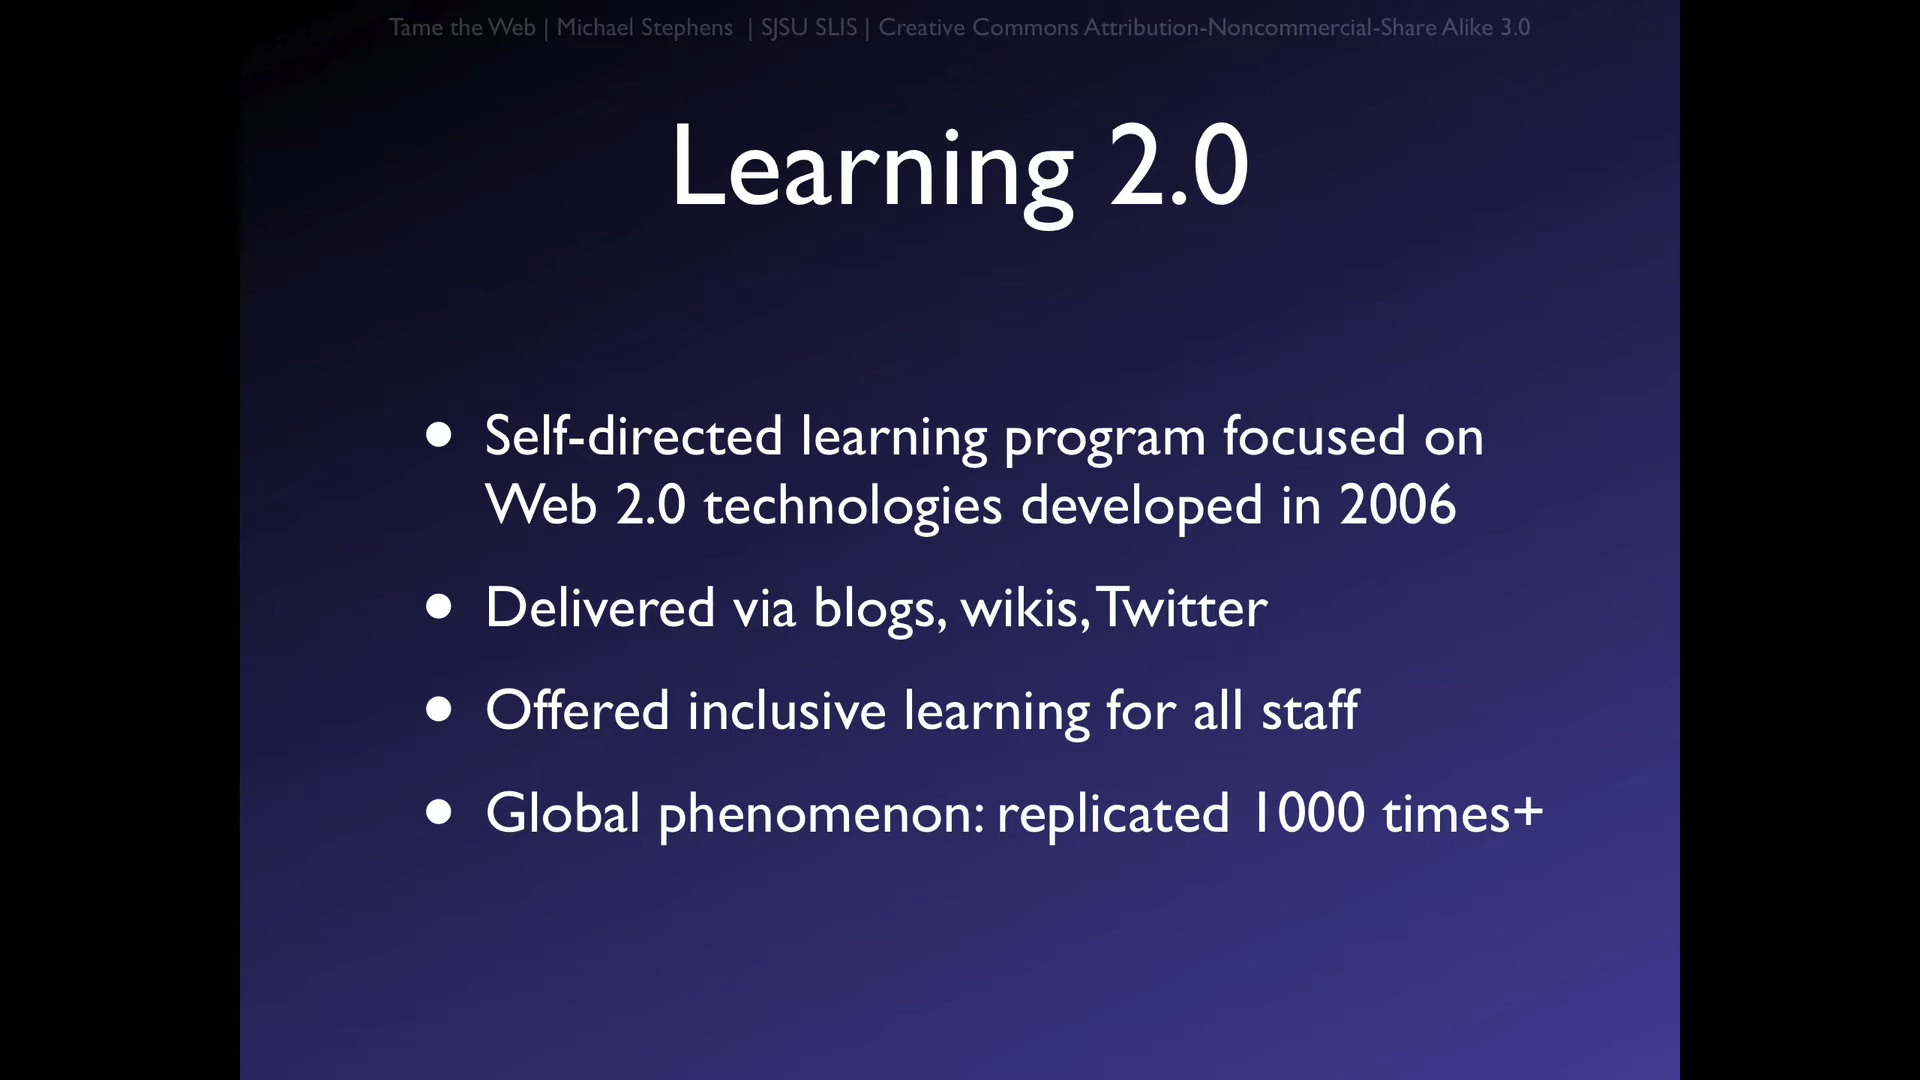 Tame the Web | Michael Stephens | SJSU SLIS | Creative Commons Attribution-Noncommercial-Share Alike 3.0
Learning 2.0
• Self-directed learning program focused on
Web 2.0 technologies developed in 2006
• Delivered via blogs, wikis, Twitter
• Offered inclusive learning for all staff
• Global phenomenon: replicated 1000 times+